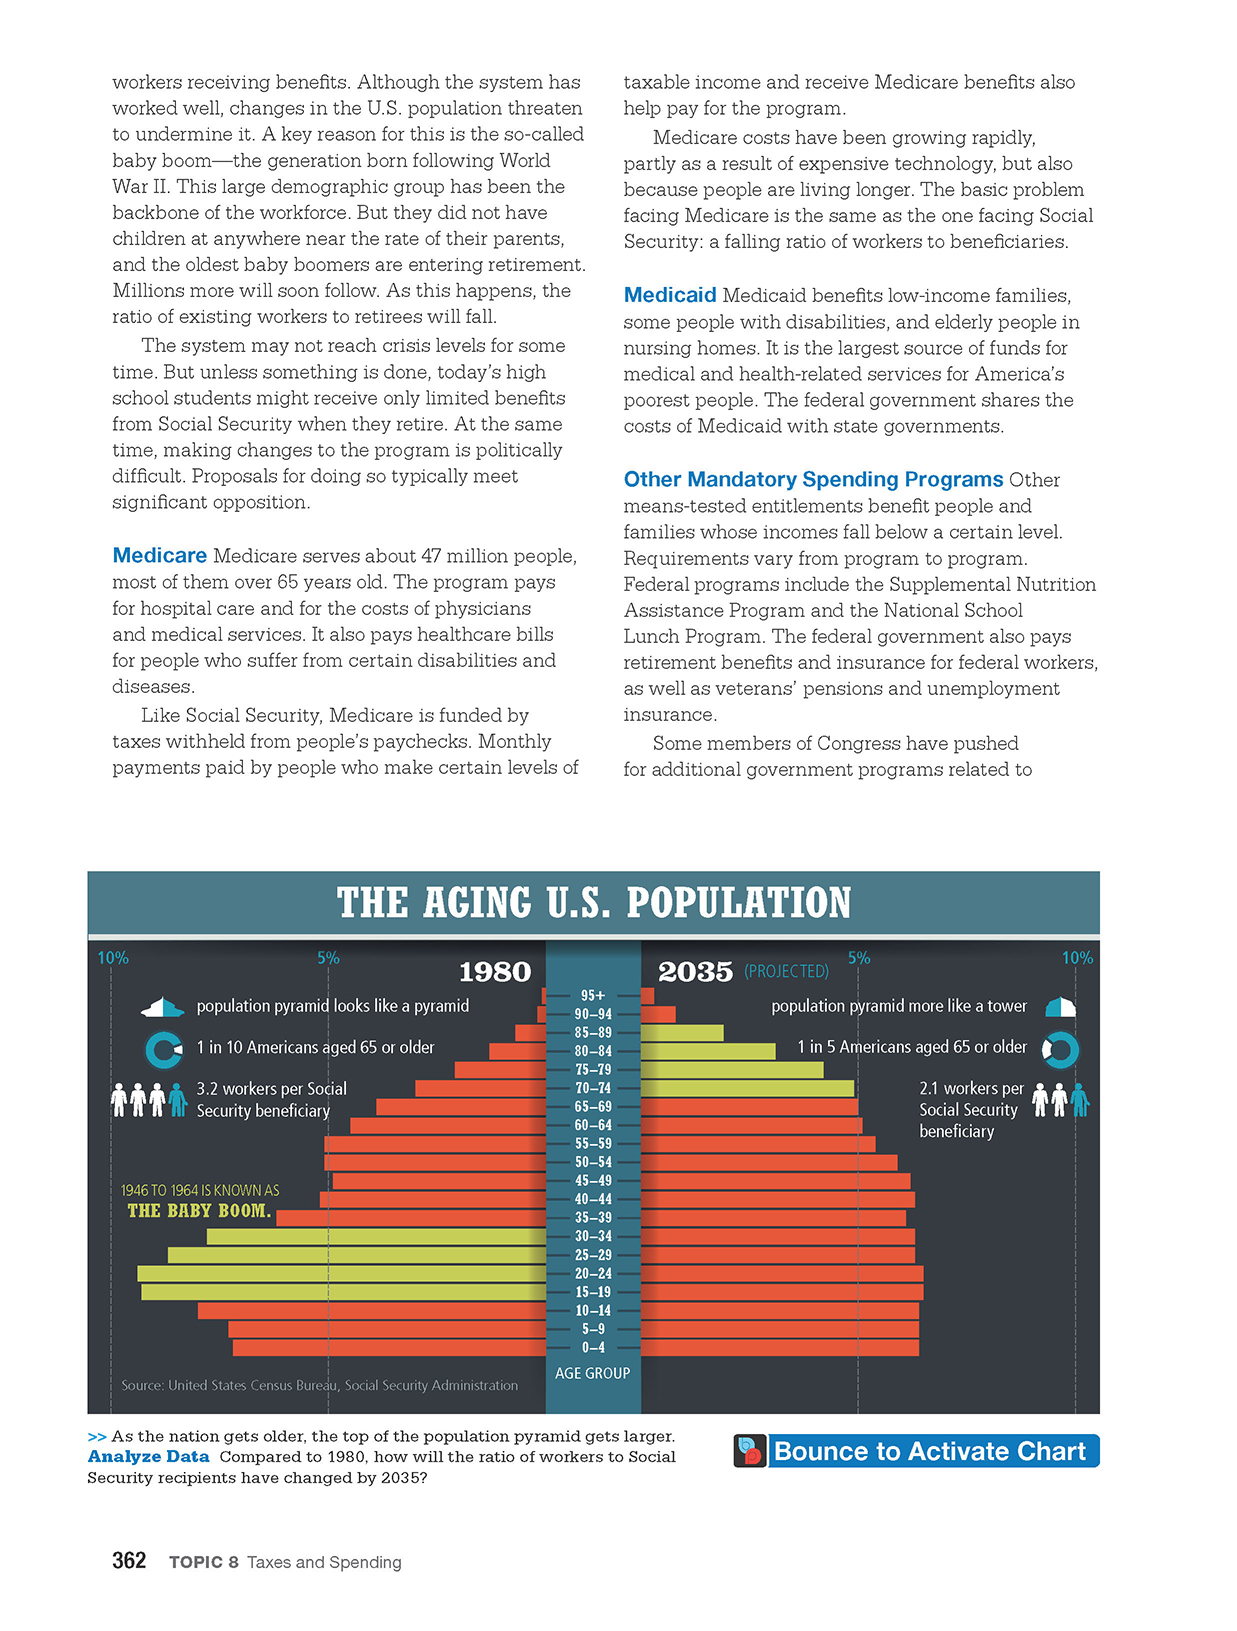 workers receiving benefits. Although the system has
worked well, changes in the U.S. population threaten
to undermine it. A key reason for this is the so-called
baby boom—the generation born following World
War II. This large demographic group has been the
backbone of the workforce. But they did not have
children at anywhere near the rate of their parents,
and the oldest baby boomers are entering retirement.
Millions more will soon follow. As this happens, the
ratio of existing workers to retirees will fall.
The system may not reach crisis levels for some
time. But unless something is done, today's high
school students might receive only limited benefits
from Social Security when they retire. At the same
time, making changes to the program is politically
difficult. Proposals for doing so typically meet
significant opposition.
Medicare Medicare serves about 47 million people,
most of them over 65 years old. The program pays
for hospital care and for the costs of physicians
and medical services. It also pays healthcare bills
for people who suffer from certain disabilities and
diseases.
Like Social Security, Medicare is funded by
taxes withheld from people's paychecks. Monthly
payments paid by people who make certain levels of
taxable income and receive Medicare benefits also
help pay for the program.
Medicare costs have been growing rapidly,
partly as a result of expensive technology, but also
because people are living longer. The basic problem
facing Medicare is the same as the one facing Social
Security: a falling ratio of workers to beneficiaries.
Medicaid Medicaid benefits low-income families,
some people with disabilities, and elderly people in
nursing homes. It is the largest source of funds for
medical and health-related services for America's
poorest people. The federal government shares the
costs of Medicaid with state governments.
Other Mandatory Spending Programs Other
means-tested entitlements benefit people and
families whose incomes fall below a certain level.
Requirements vary from program to program.
Federal programs include the Supplemental Nutrition
Assistance Program and the National School
Lunch Program. The federal government also pays
retirement benefits and insurance for federal workers,
as well as veterans' pensions and unemployment
insurance.
Some members of Congress have pushed
for additional government programs related to
THE AGING U.S. POPULATION
10%
5%
1980
2035 (PROJECTED)
5%
10%
population pyramid looks like a pyramid
1 in 10 Americans aged 65 or older
3.2 workers per Social
Security beneficiary
1946 TO 1964 IS KNOWN AS
THE BABY BOOM.
95+
90–94
85–89
80–84
75–79
70–74
65–69
60–64
55–59
50–54
45–49
40–44
35–39
30–34
25–29
20–24
15–19
10–14
5–9
0–4
AGE GROUP
population pyramid more like a tower
1 in 5 Americans aged 65 or older
2.1 workers per
Social Security
beneficiary
Source: United States Census Bureau, Social Security Administration
>> As the nation gets older, the top of the population pyramid gets larger.
Analyze Data Compared to 1980, how will the ratio of workers to Social
Security recipients have changed by 2035?
Bounce to Activate Chart
362 TOPIC 8 Taxes and Spending